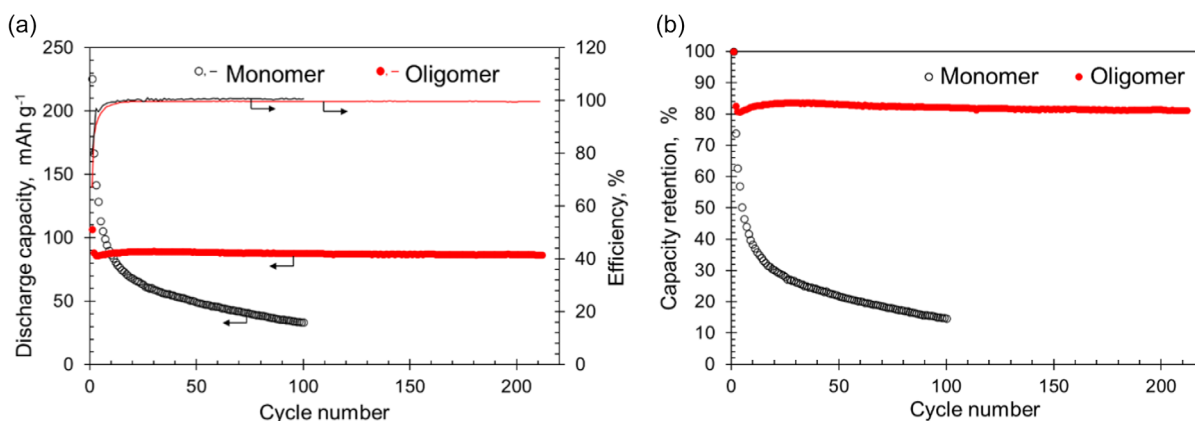 (a)
250
200
150
100
50
0
Discharge capacity, mAh g⁻¹
Monomer
Oligomer
120
100
80
60
40
20
0
Efficiency, %
0 50 100 150 200
Cycle number
(b)
100
90
80
70
60
50
40
30
20
10
0
Capacity retention, %
Monomer
Oligomer
0 50 100 150 200
Cycle number